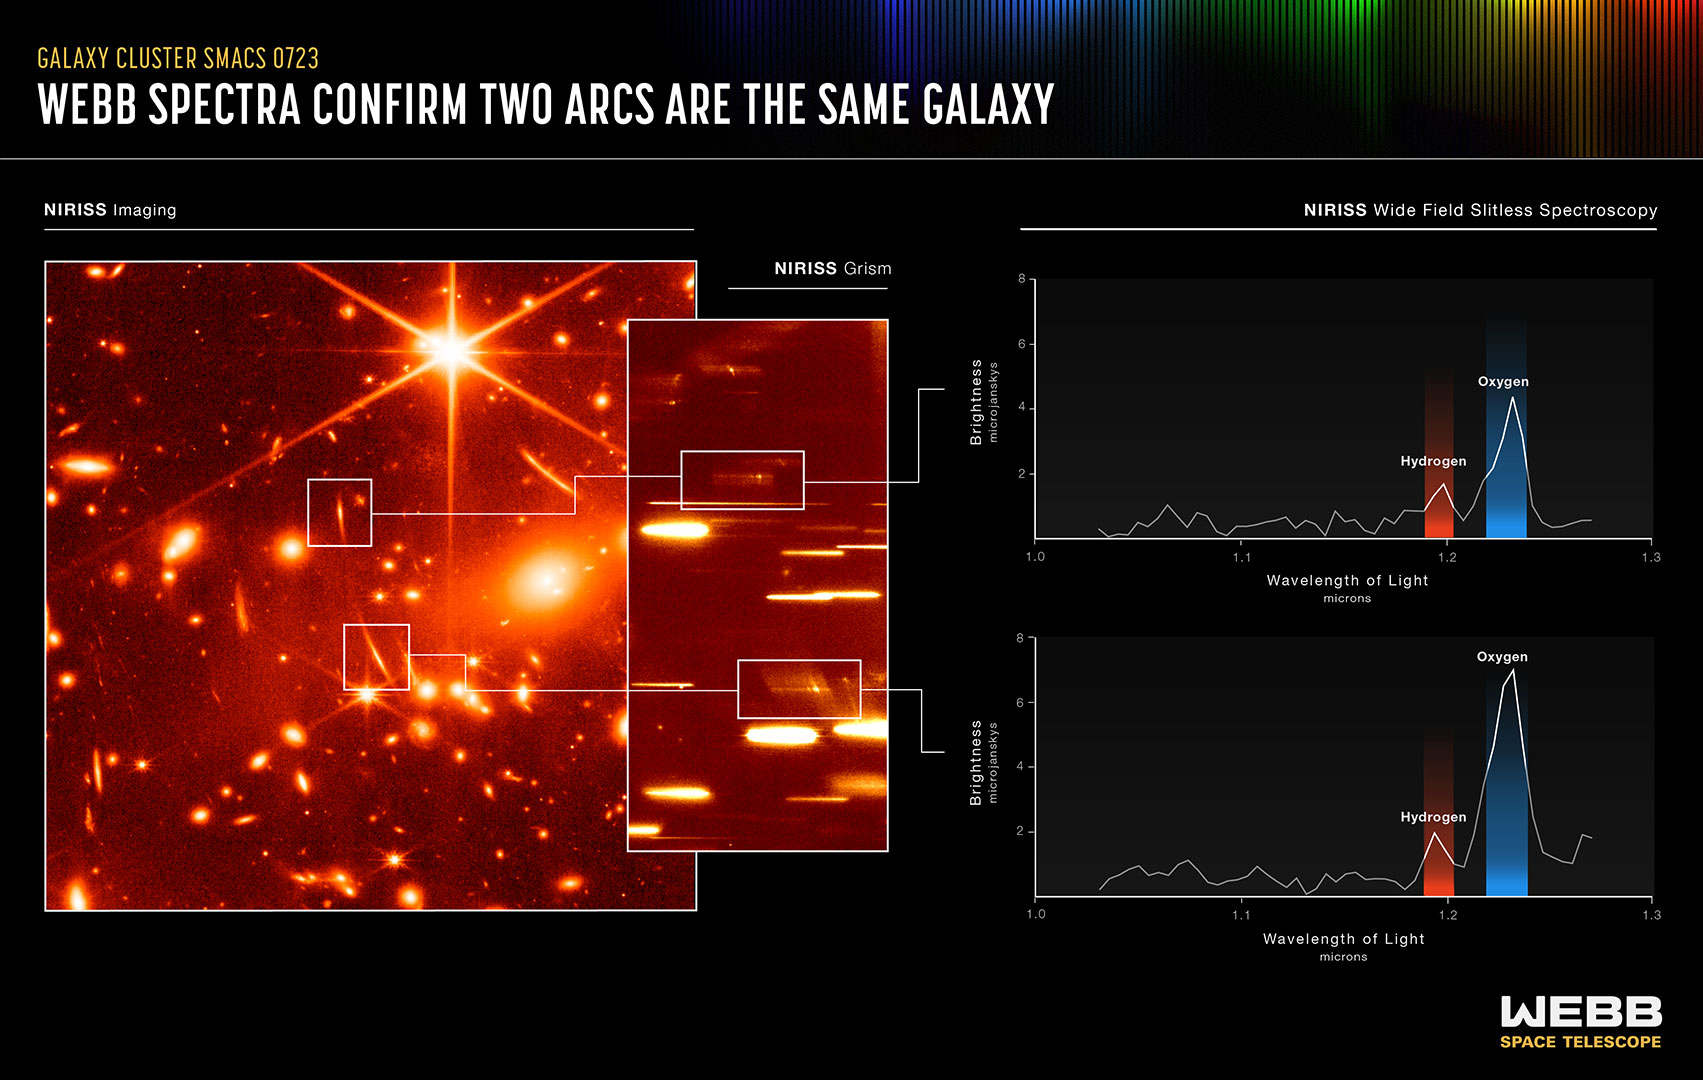 GALAXY CLUSTER SMACS 0723
WEBB SPECTRA CONFIRM TWO ARCS ARE THE SAME GALAXY
NIRISS Imaging
NIRISS Grism
NIRISS Wide Field Slitless Spectroscopy
8
6
4
2
Brightness
microjanskys
Hydrogen
Oxygen
1.0
1.1
1.2
1.3
Wavelength of Light
microns
8
6
4
2
Brightness
microjanskys
Hydrogen
Oxygen
1.0
1.1
1.2
1.3
Wavelength of Light
microns
WEBB
SPACE TELESCOPE